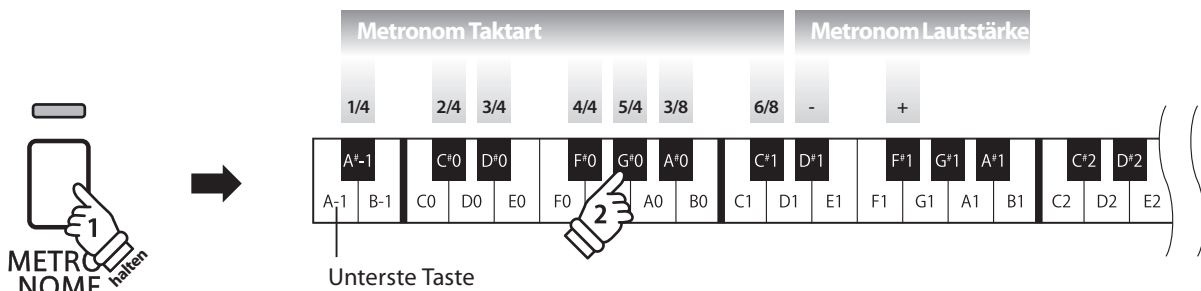 Metronom Taktart Metronom Lautstärke
1/4 2/4 3/4 4/4 5/4 3/8 6/8 - +
A#-1 C#0 D#0 F#0 G#0 A#0 C#1 D#1 F#1 G#1 A#1 C#2 D#2
A-1 B-1 C0 D0 E0 F0 A0 B0 C1 D1 E1 F1 G1 A1 B1 C2 D2 E2
1
2
halten
METRO
NOME
Unterste Taste